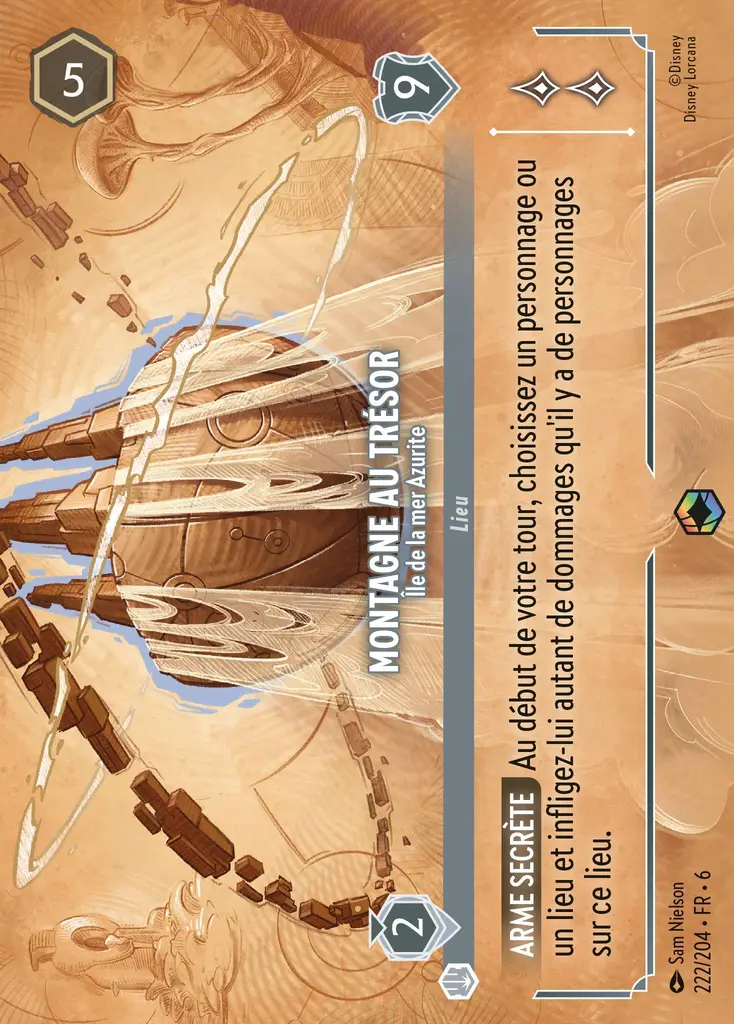 5
MONTAGNE AU TRÉSOR
Île de la mer Azurite
2
9
Lieu
ARME SECRÈTE Au début de votre tour, choisissez un personnage ou
un lieu et infligez-lui autant de dommages qu'il y a de personnages
sur ce lieu.
Sam Nielson
222/204 • FR • 6
©Disney
Disney Lorcana